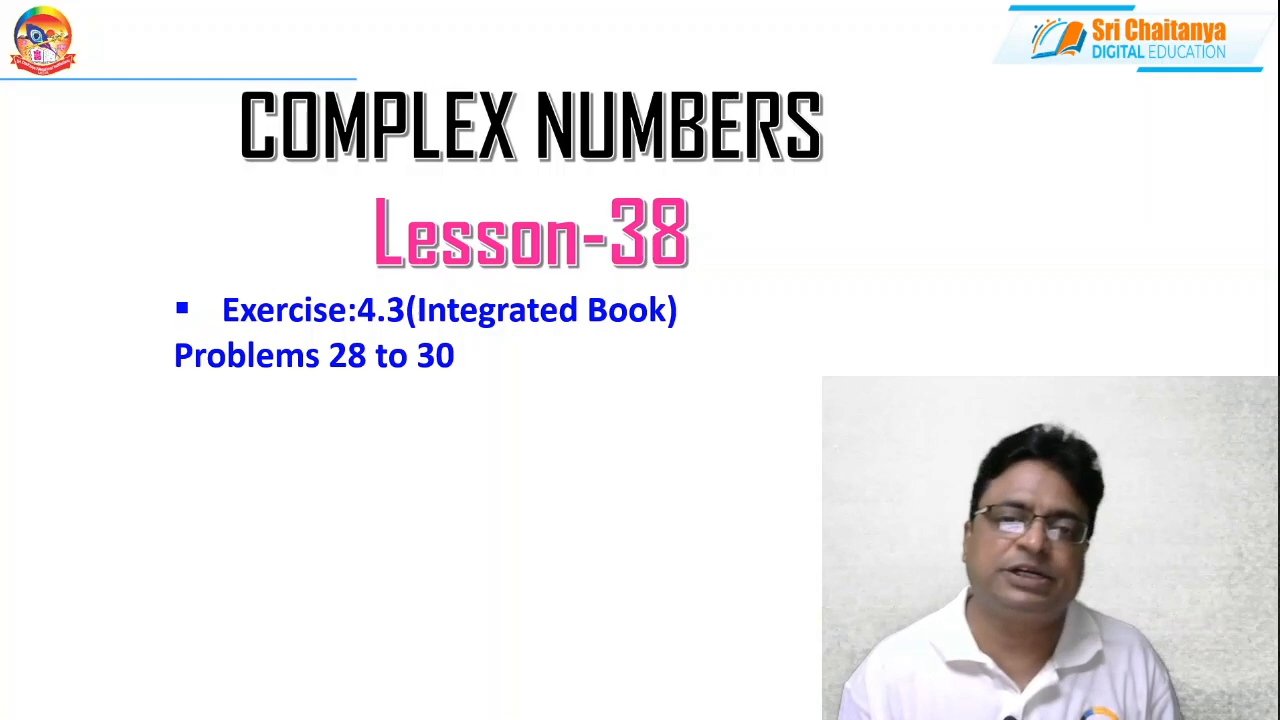 Sri Chaitanya
DIGITAL EDUCATION
COMPLEX NUMBERS
Lesson-38
▪ Exercise:4.3(Integrated Book)
Problems 28 to 30